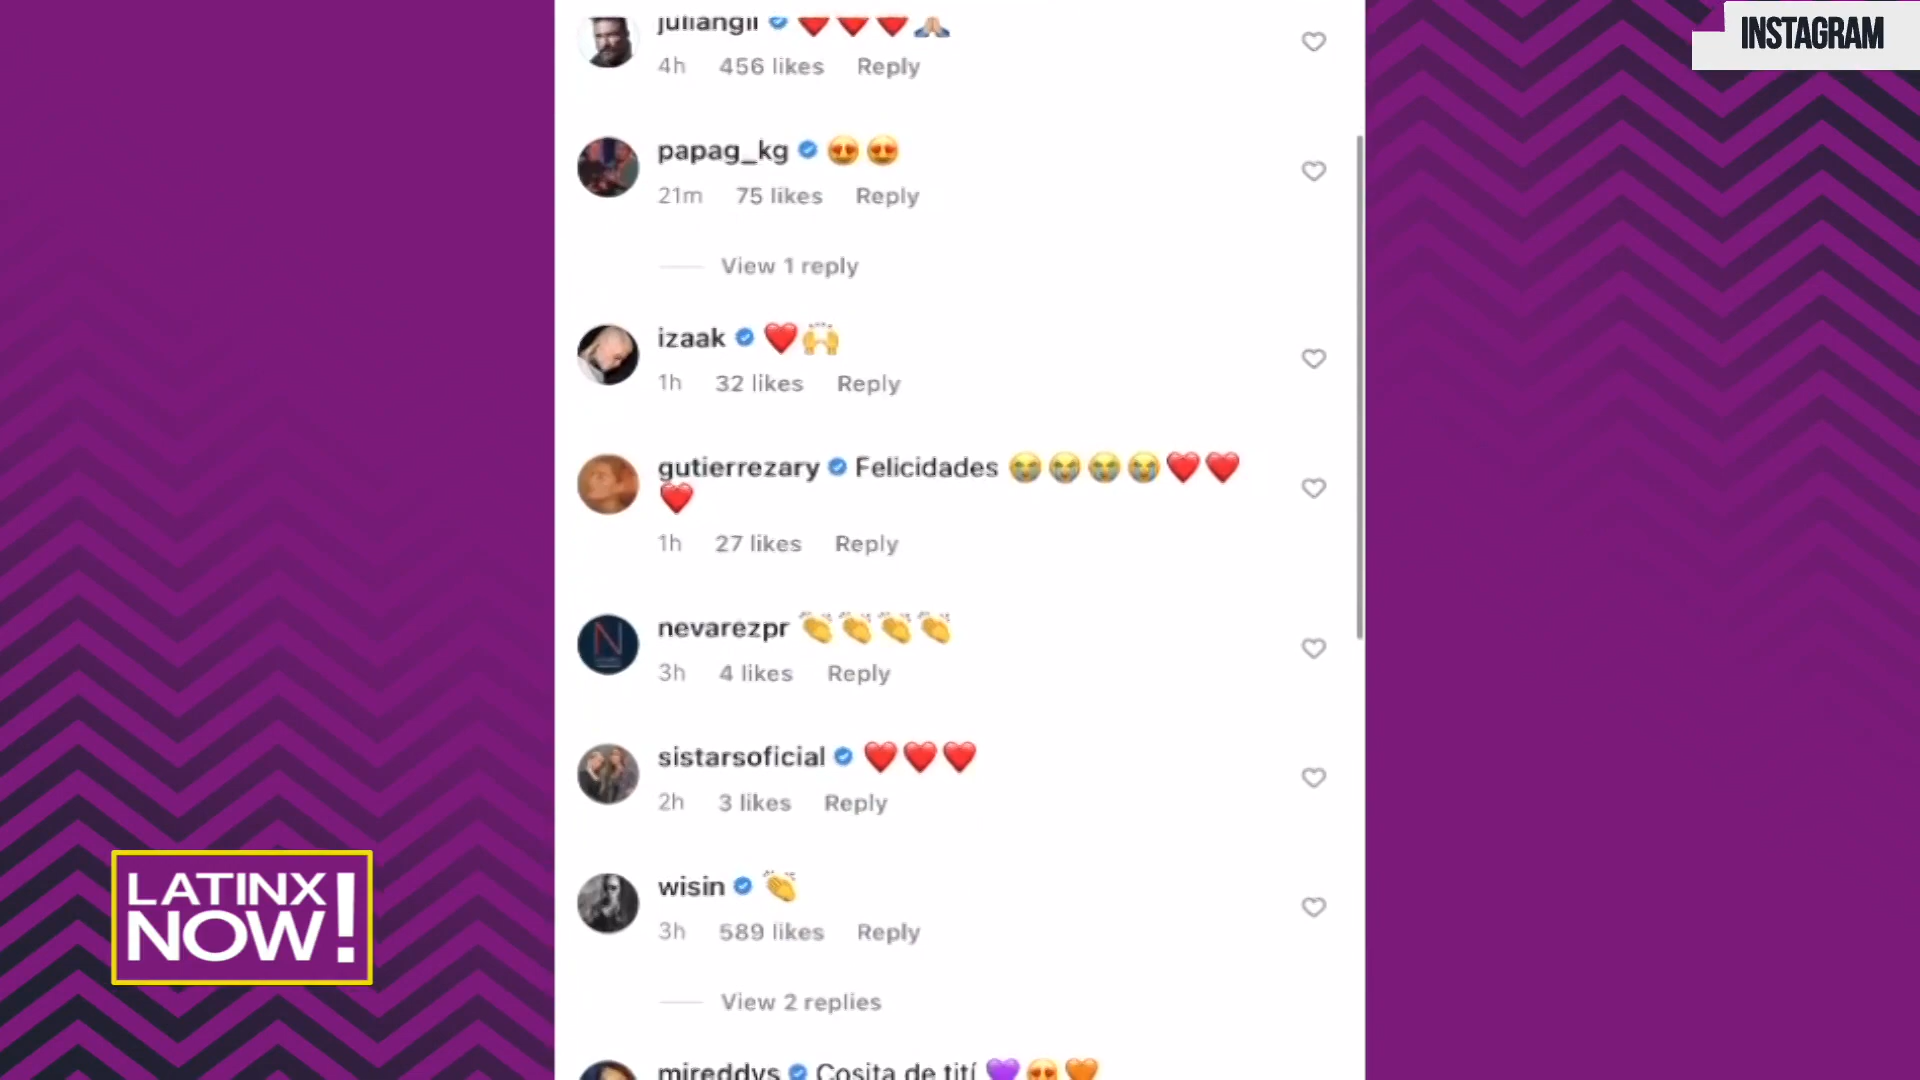 INSTAGRAM
juliangil ❤️❤️❤️🙏🏼
4h 456 likes Reply
papag_kg 😍😍
21m 75 likes Reply
View 1 reply
izaak ❤️🙌
1h 32 likes Reply
gutierrezary Felicidades 😭😭😭😭❤️❤️
❤️
1h 27 likes Reply
nevarezpr 👏👏👏👏
3h 4 likes Reply
sistarsoficial ❤️❤️❤️
2h 3 likes Reply
wisin 👏
3h 589 likes Reply
View 2 replies
mireddys Cosita de tití 💜😍🧡
LATINX
NOW!